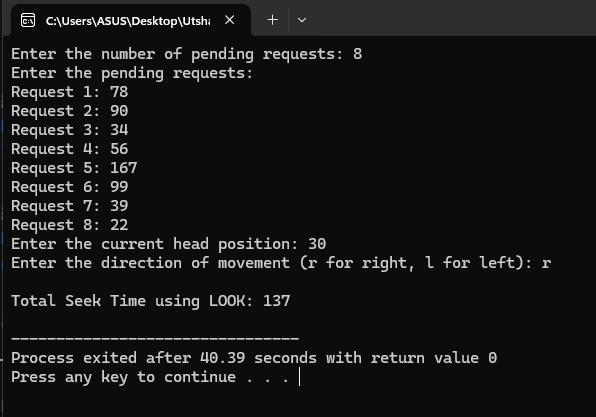 C:\Users\ASUS\Desktop\Utsha
Enter the number of pending requests: 8
Enter the pending requests:
Request 1: 78
Request 2: 90
Request 3: 34
Request 4: 56
Request 5: 167
Request 6: 99
Request 7: 39
Request 8: 22
Enter the current head position: 30
Enter the direction of movement (r for right, l for left): r
Total Seek Time using LOOK: 137
--------------------------------
Process exited after 40.39 seconds with return value 0
Press any key to continue . . .